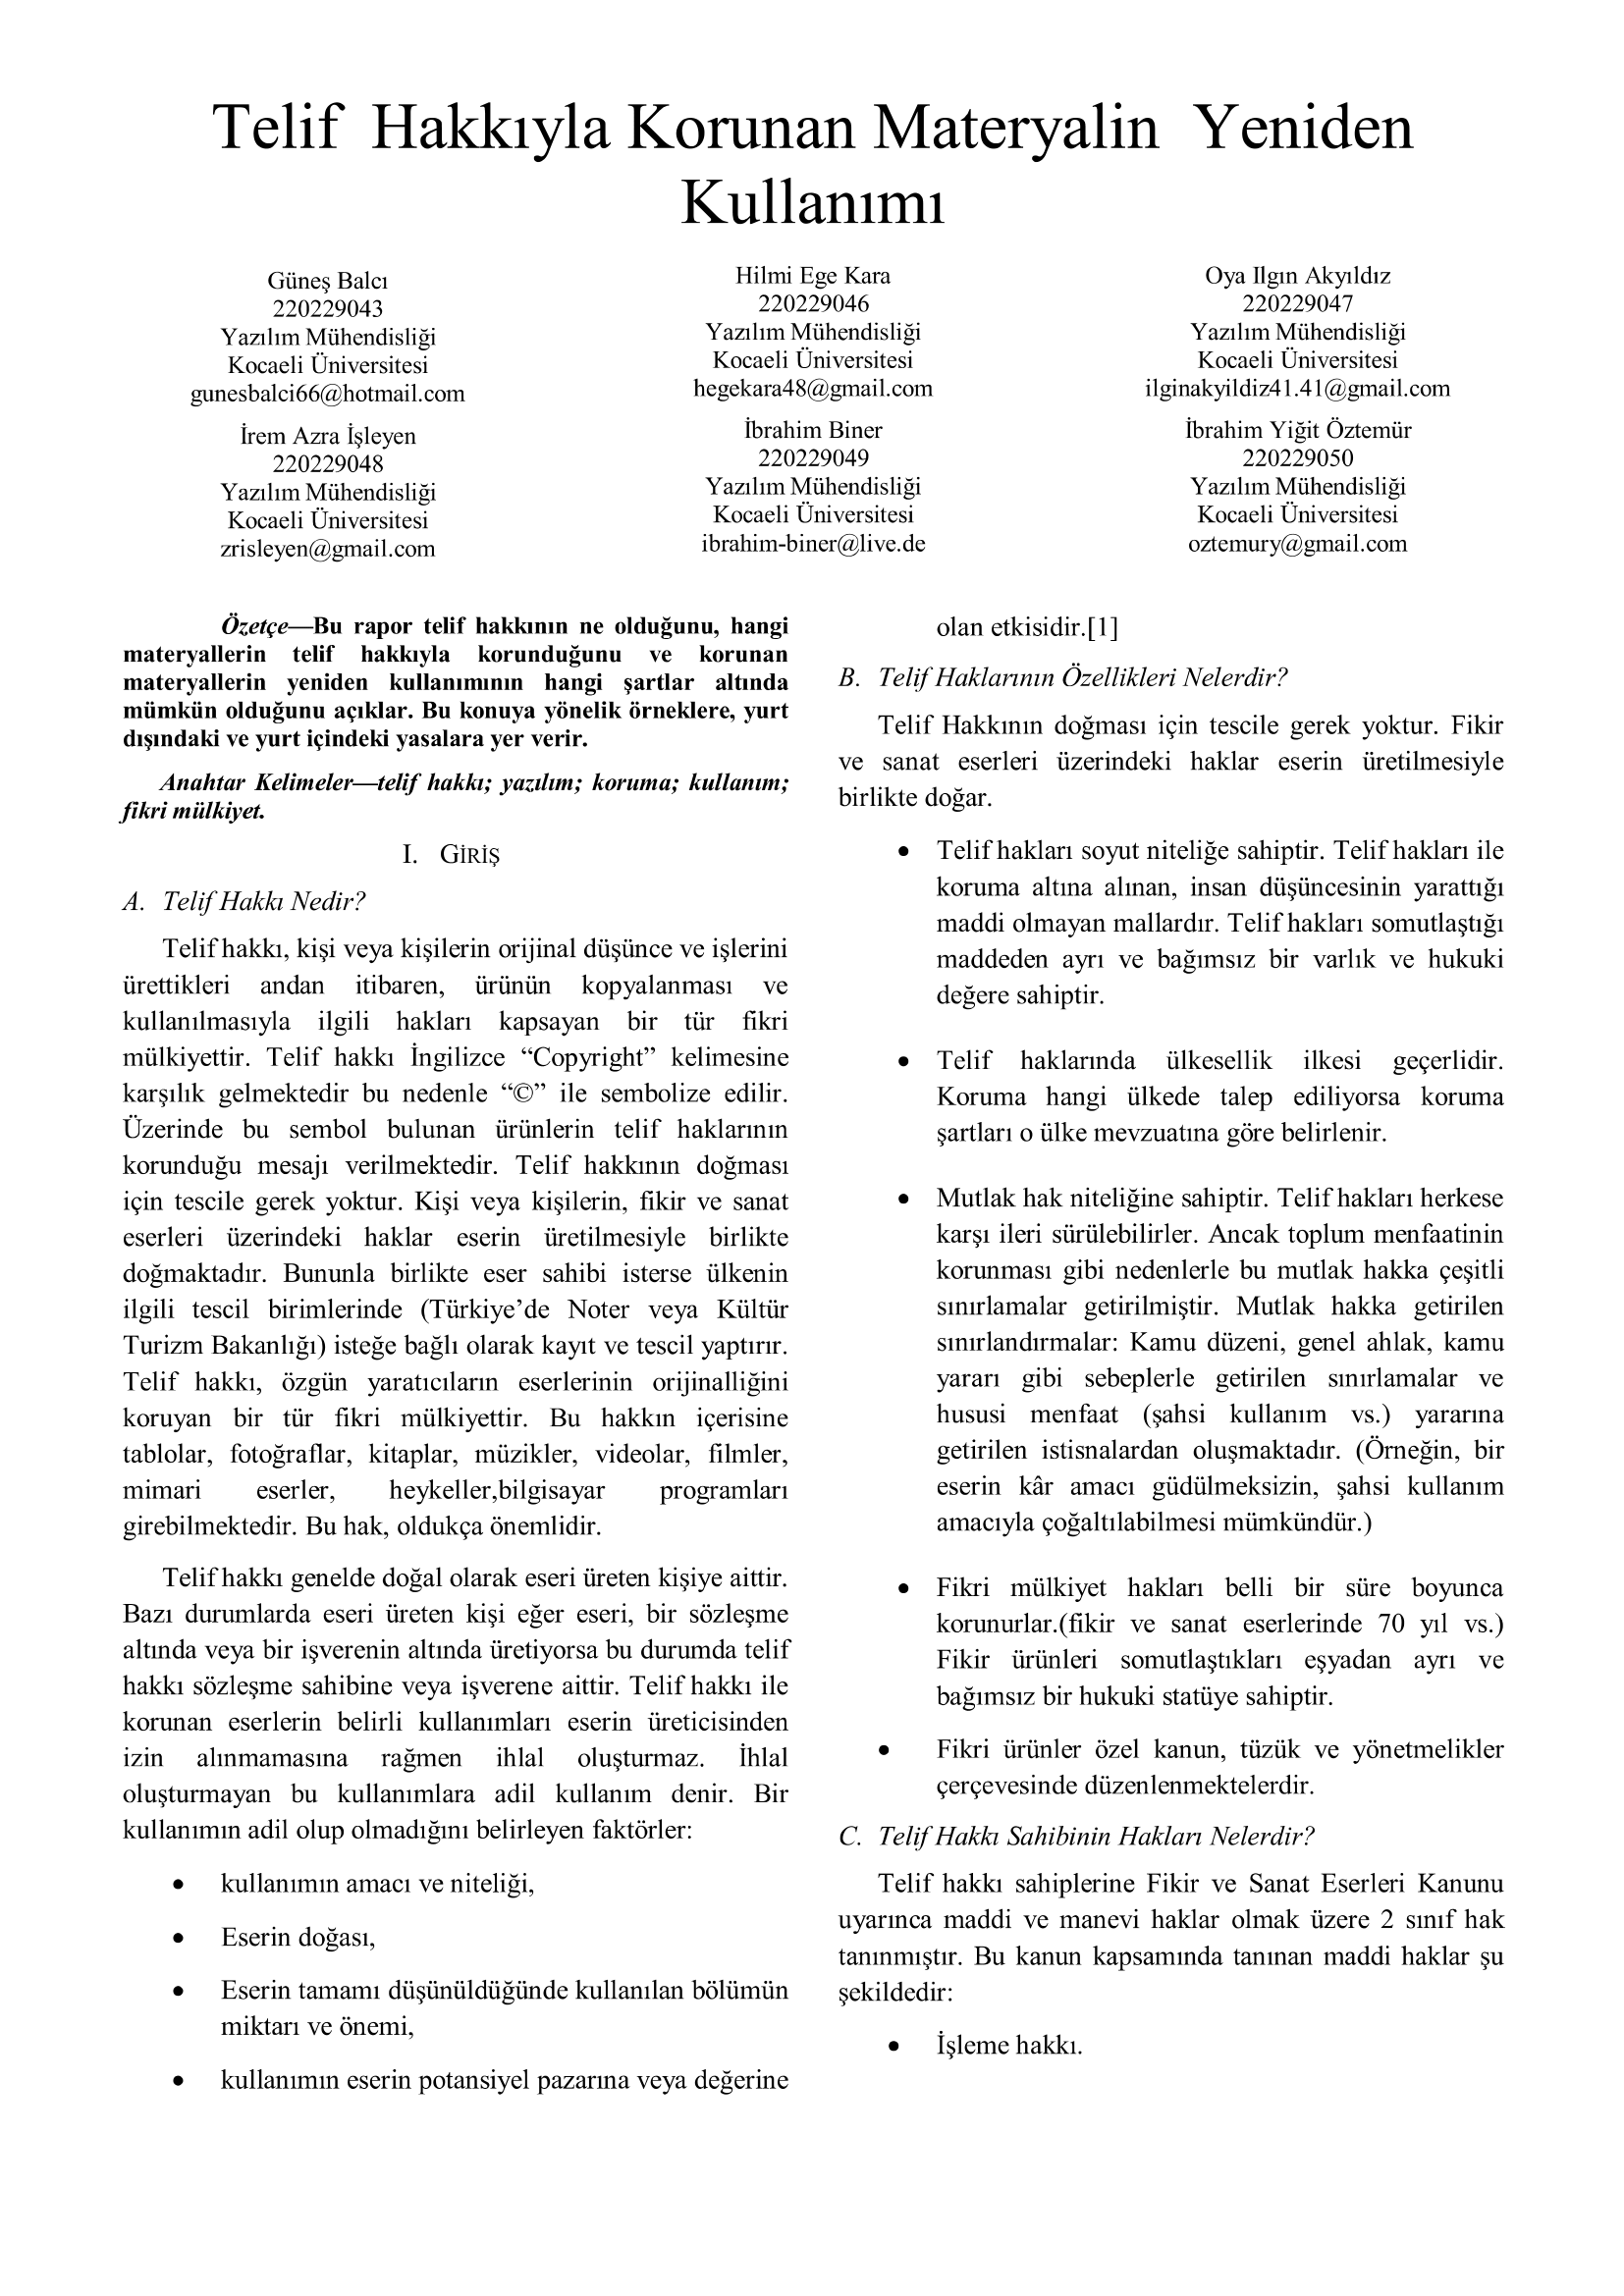 Telif Hakkıyla Korunan Materyalin Yeniden
Kullanımı
Güneş Balcı
220229043
Yazılım Mühendisliği
Kocaeli Üniversitesi
gunesbalci66@hotmail.com
Hilmi Ege Kara
220229046
Yazılım Mühendisliği
Kocaeli Üniversitesi
hegekara48@gmail.com
Oya Ilgın Akyıldız
220229047
Yazılım Mühendisliği
Kocaeli Üniversitesi
ilginakyildiz41.41@gmail.com
İrem Azra İşleyen
220229048
Yazılım Mühendisliği
Kocaeli Üniversitesi
zrisleyen@gmail.com
İbrahim Biner
220229049
Yazılım Mühendisliği
Kocaeli Üniversitesi
ibrahim-biner@live.de
İbrahim Yiğit Öztemür
220229050
Yazılım Mühendisliği
Kocaeli Üniversitesi
oztemury@gmail.com
Özetçe—Bu rapor telif hakkının ne olduğunu, hangi
materyallerin telif hakkıyla korunduğunu ve korunan
materyallerin yeniden kullanımının hangi şartlar altında
mümkün olduğunu açıklar. Bu konuya yönelik örneklere, yurt
dışındaki ve yurt içindeki yasalara yer verir.
Anahtar Kelimeler—telif hakkı; yazılım; koruma; kullanım;
fikri mülkiyet.
I. GİRİŞ
A. Telif Hakkı Nedir?
Telif hakkı, kişi veya kişilerin orijinal düşünce ve işlerini
ürettikleri andan itibaren, ürünün kopyalanması ve
kullanılmasıyla ilgili hakları kapsayan bir tür fikri
mülkiyettir. Telif hakkı İngilizce “Copyright” kelimesine
karşılık gelmektedir bu nedenle “©” ile sembolize edilir.
Üzerinde bu sembol bulunan ürünlerin telif haklarının
korunduğu mesajı verilmektedir. Telif hakkının doğması
için tescile gerek yoktur. Kişi veya kişilerin, fikir ve sanat
eserleri üzerindeki haklar eserin üretilmesiyle birlikte
doğmaktadır. Bununla birlikte eser sahibi isterse ülkenin
ilgili tescil birimlerinde (Türkiye’de Noter veya Kültür
Turizm Bakanlığı) isteğe bağlı olarak kayıt ve tescil yaptırır.
Telif hakkı, özgün yaratıcıların eserlerinin orijinalliğini
koruyan bir tür fikri mülkiyettir. Bu hakkın içerisine
tablolar, fotoğraflar, kitaplar, müzikler, videolar, filmler,
mimari eserler, heykeller,bilgisayar programları
girebilmektedir. Bu hak, oldukça önemlidir.
Telif hakkı genelde doğal olarak eseri üreten kişiye aittir.
Bazı durumlarda eseri üreten kişi eğer eseri, bir sözleşme
altında veya bir işverenin altında üretiyorsa bu durumda telif
hakkı sözleşme sahibine veya işverene aittir. Telif hakkı ile
korunan eserlerin belirli kullanımları eserin üreticisinden
izin alınmamasına rağmen ihlal oluşturmaz. İhlal
oluşturmayan bu kullanımlara adil kullanım denir. Bir
kullanımın adil olup olmadığını belirleyen faktörler:
• kullanımın amacı ve niteliği,
• Eserin doğası,
• Eserin tamamı düşünüldüğünde kullanılan bölümün
miktarı ve önemi,
• kullanımın eserin potansiyel pazarına veya değerine
olan etkisidir.[1]
B. Telif Haklarının Özellikleri Nelerdir?
Telif Hakkının doğması için tescile gerek yoktur. Fikir
ve sanat eserleri üzerindeki haklar eserin üretilmesiyle
birlikte doğar.
• Telif hakları soyut niteliğe sahiptir. Telif hakları ile
koruma altına alınan, insan düşüncesinin yarattığı
maddi olmayan mallardır. Telif hakları somutlaştığı
maddeden ayrı ve bağımsız bir varlık ve hukuki
değere sahiptir.
• Telif haklarında ülkesellik ilkesi geçerlidir.
Koruma hangi ülkede talep ediliyorsa koruma
şartları o ülke mevzuatına göre belirlenir.
• Mutlak hak niteliğine sahiptir. Telif hakları herkese
karşı ileri sürülebilirler. Ancak toplum menfaatinin
korunması gibi nedenlerle bu mutlak hakka çeşitli
sınırlamalar getirilmiştir. Mutlak hakka getirilen
sınırlandırmalar: Kamu düzeni, genel ahlak, kamu
yararı gibi sebeplerle getirilen sınırlamalar ve
hususi menfaat (şahsi kullanım vs.) yararına
getirilen istisnalardan oluşmaktadır. (Örneğin, bir
eserin kâr amacı güdülmeksizin, şahsi kullanım
amacıyla çoğaltılabilmesi mümkündür.)
• Fikri mülkiyet hakları belli bir süre boyunca
korunurlar.(fikir ve sanat eserlerinde 70 yıl vs.)
Fikir ürünleri somutlaştıkları eşyadan ayrı ve
bağımsız bir hukuki statüye sahiptir.
• Fikri ürünler özel kanun, tüzük ve yönetmelikler
çerçevesinde düzenlenmektelerdir.
C. Telif Hakkı Sahibinin Hakları Nelerdir?
Telif hakkı sahiplerine Fikir ve Sanat Eserleri Kanunu
uyarınca maddi ve manevi haklar olmak üzere 2 sınıf hak
tanınmıştır. Bu kanun kapsamında tanınan maddi haklar şu
şekildedir:
• İşleme hakkı.